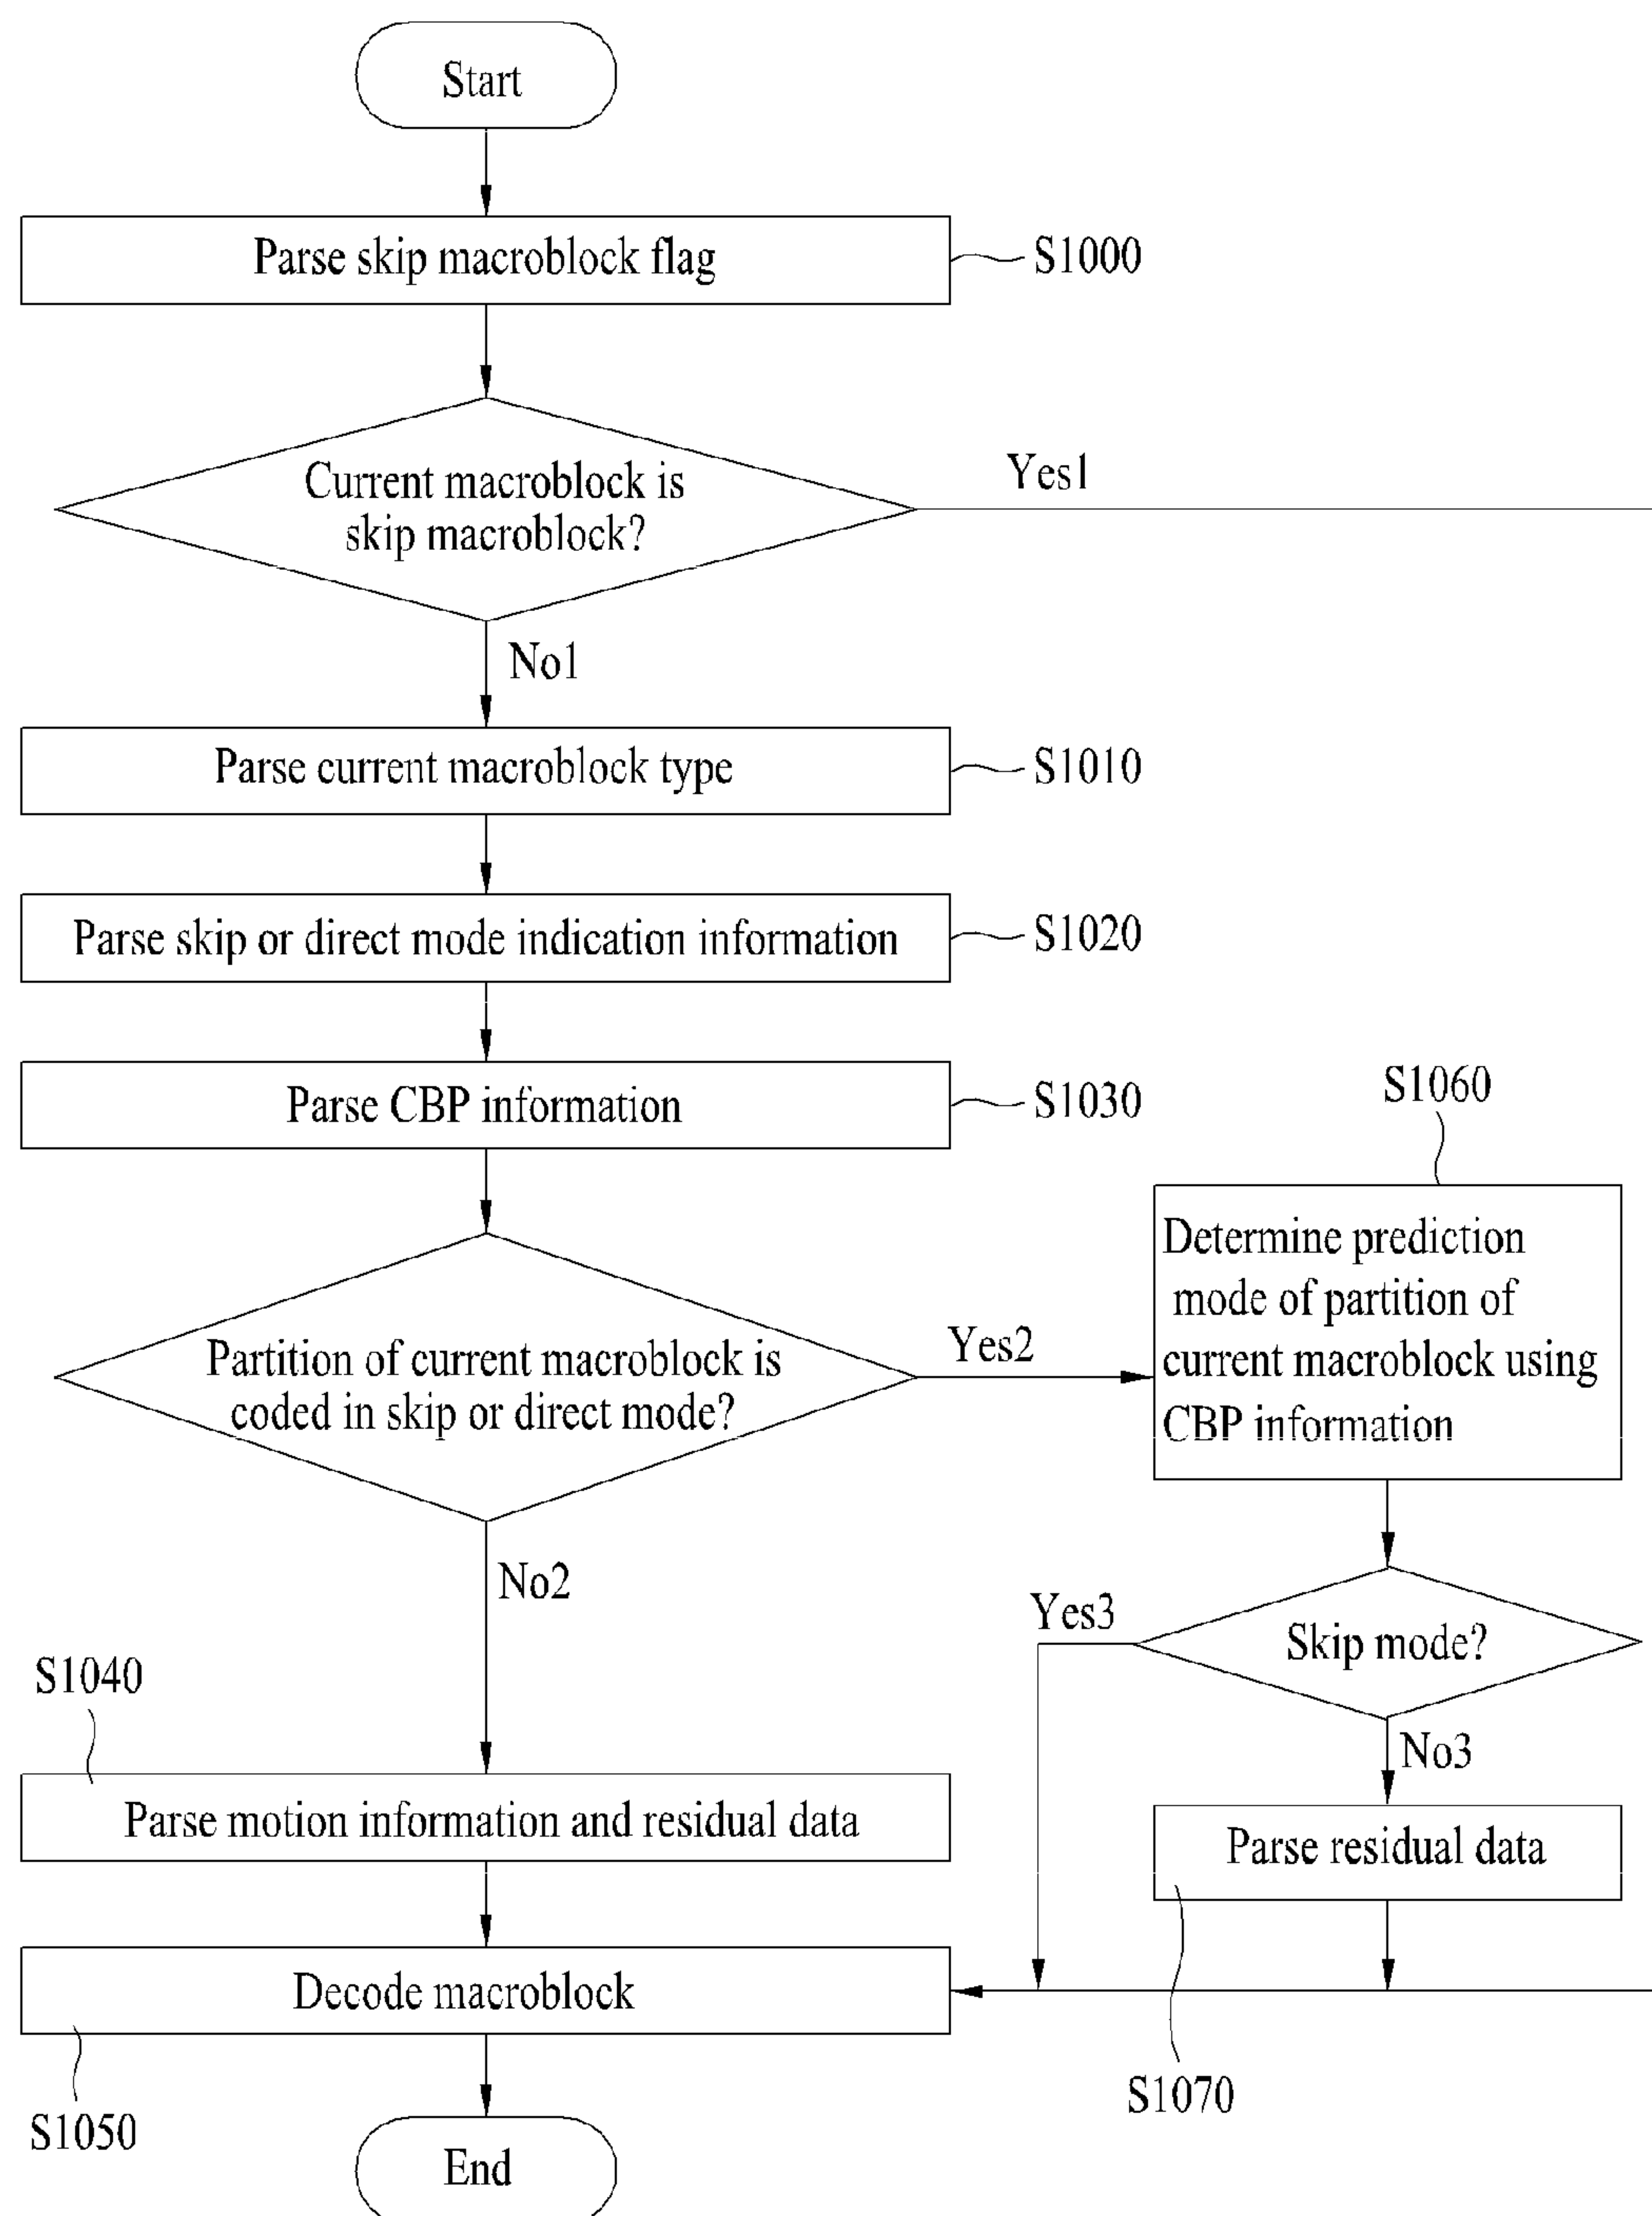 Start
Parse skip macroblock flag
S1000
Current macroblock is
skip macroblock?
Yes1
No1
Parse current macroblock type
S1010
Parse skip or direct mode indication information
S1020
Parse CBP information
S1030
S1060
Determine prediction
mode of partition of
current macroblock using
CBP information
Partition of current macroblock is
coded in skip or direct mode?
Yes2
No2
Yes3
Skip mode?
No3
S1040
Parse motion information and residual data
Parse residual data
Decode macroblock
S1070
S1050
End